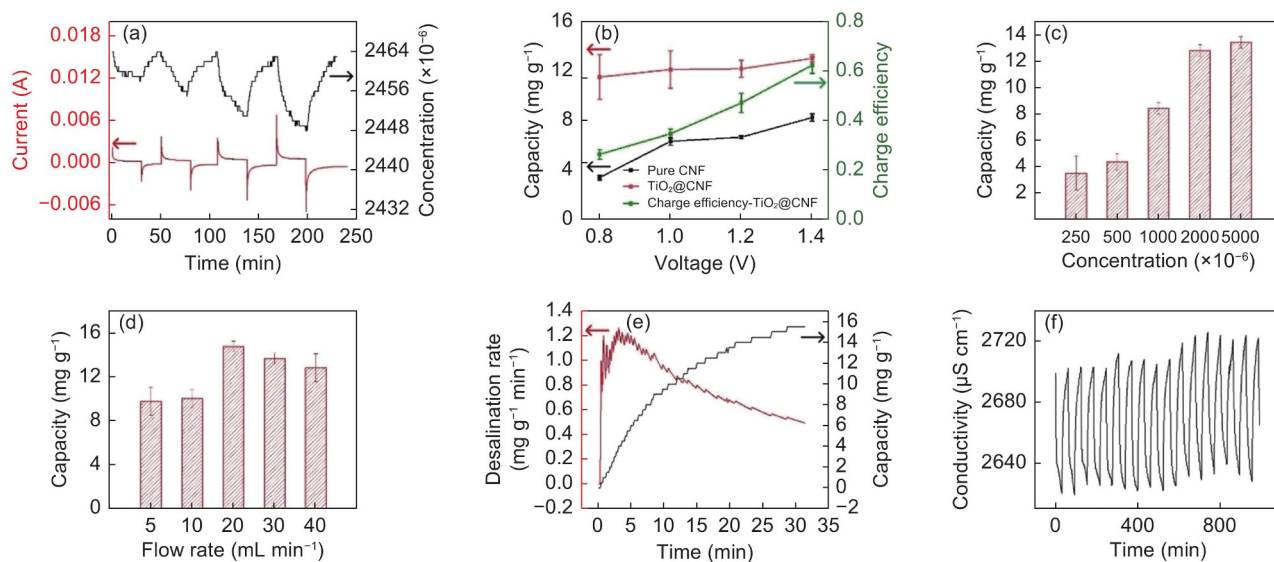 (a)
Current (A)
0.018
0.012
0.006
0.000
−0.006
0 50 100 150 200 250
Time (min)
2464
2456
2448
2440
2432
Concentration (×10⁻⁶)
(b)
Capacity (mg g⁻¹)
16
12
8
4
0
0.8 1.0 1.2 1.4
Voltage (V)
0.8
0.6
0.4
0.2
0.0
Charge efficiency
Pure CNF
TiO₂@CNF
Charge efficiency-TiO₂@CNF
(c)
Capacity (mg g⁻¹)
14
12
10
8
6
4
2
250 500 1000 2000 5000
Concentration (×10⁻⁶)
(d)
Capacity (mg g⁻¹)
16
12
8
4
0
5 10 20 30 40
Flow rate (mL min⁻¹)
(e)
Desalination rate
(mg g⁻¹ min⁻¹)
1.4
1.2
1.0
0.8
0.6
0.4
0.2
0.0
−0.2
0 5 10 15 20 25 30 35
Time (min)
16
14
12
10
8
6
4
2
0
−2
Capacity (mg g⁻¹)
(f)
Conductivity (µS cm⁻¹)
2720
2680
2640
0 400 800
Time (min)